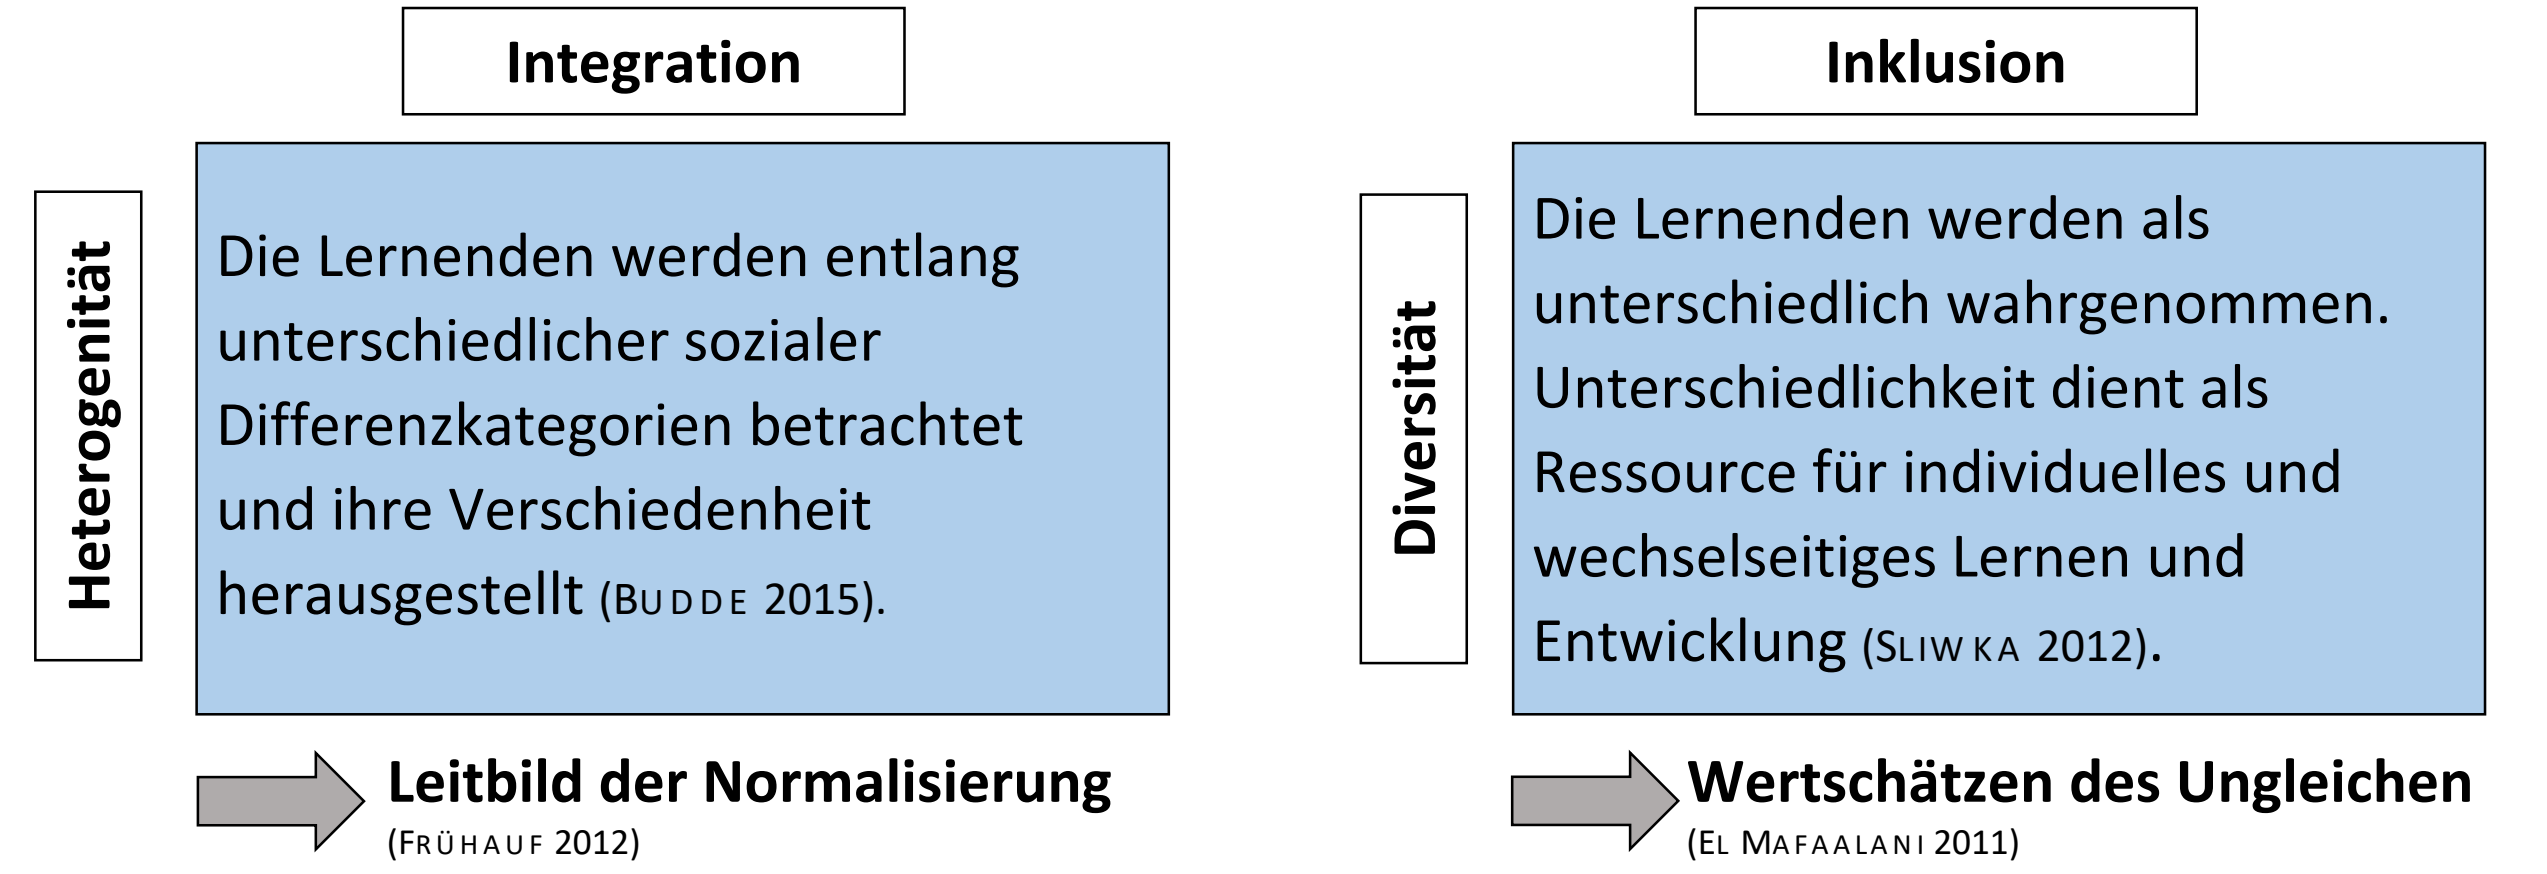 Integration
Heterogenität
Die Lernenden werden entlang
unterschiedlicher sozialer
Differenzkategorien betrachtet
und ihre Verschiedenheit
herausgestellt (BUDDE 2015).
Leitbild der Normalisierung
(FRÜHAUF 2012)
Inklusion
Diversität
Die Lernenden werden als
unterschiedlich wahrgenommen.
Unterschiedlichkeit dient als
Ressource für individuelles und
wechselseitiges Lernen und
Entwicklung (SLIWKA 2012).
Wertschätzen des Ungleichen
(EL MAFAALANI 2011)